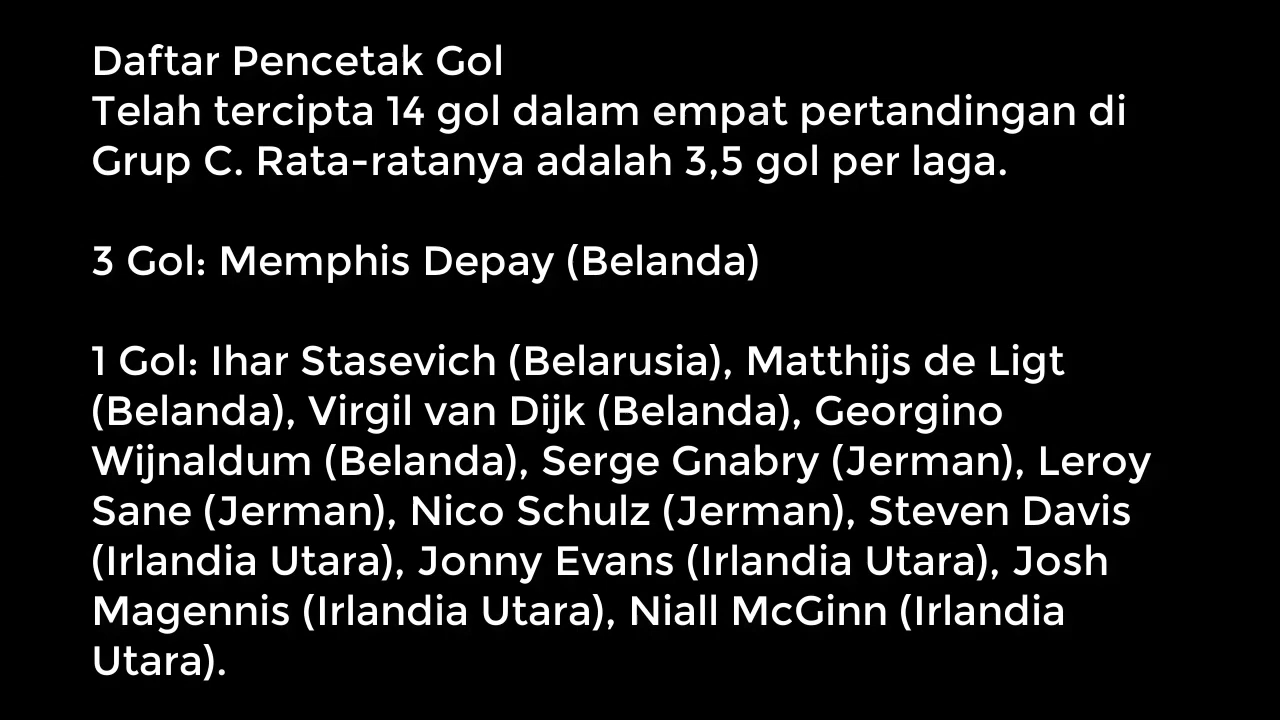 Daftar Pencetak Gol
Telah tercipta 14 gol dalam empat pertandingan di
Grup C. Rata-ratanya adalah 3,5 gol per laga.
3 Gol: Memphis Depay (Belanda)
1 Gol: Ihar Stasevich (Belarusia), Matthijs de Ligt
(Belanda), Virgil van Dijk (Belanda), Georgino
Wijnaldum (Belanda), Serge Gnabry (Jerman), Leroy
Sane (Jerman), Nico Schulz (Jerman), Steven Davis
(Irlandia Utara), Jonny Evans (Irlandia Utara), Josh
Magennis (Irlandia Utara), Niall McGinn (Irlandia
Utara).